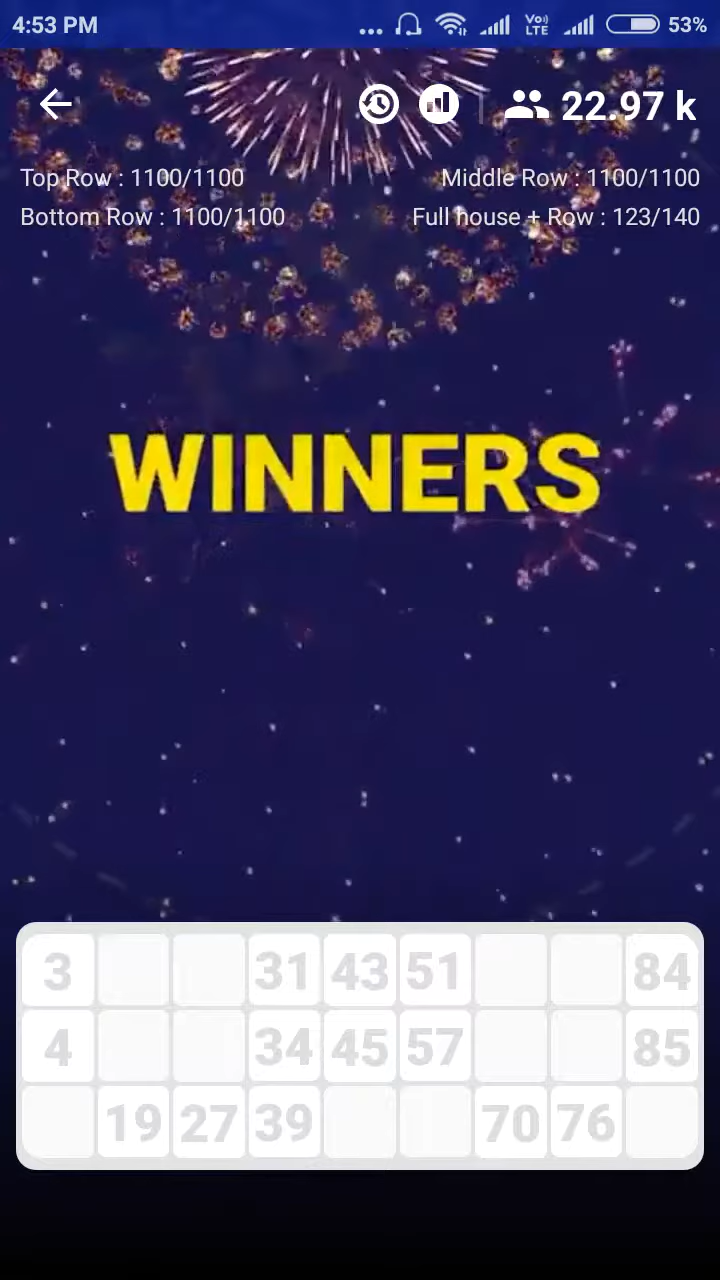 4:53 PM ... Vo)) LTE 53%
22.97 k
Top Row : 1100/1100 Middle Row : 1100/1100
Bottom Row : 1100/1100 Full house + Row : 123/140
WINNERS
3 31 43 51 84
4 34 45 57 85
19 27 39 70 76